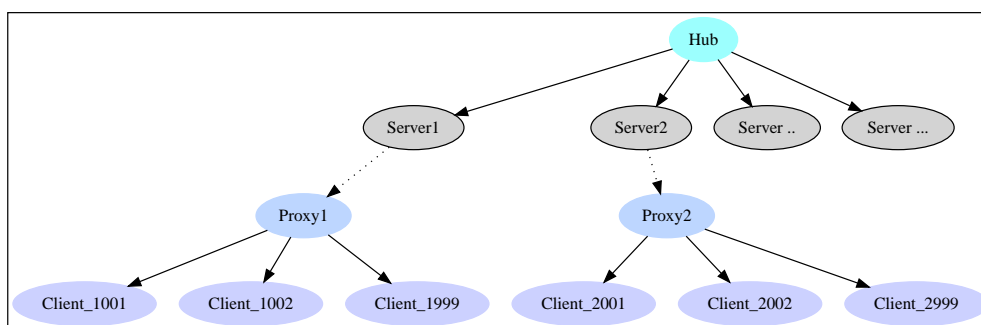 Hub
Server1
Server2
Server ..
Server ...
Proxy1
Proxy2
Client_1001
Client_1002
Client_1999
Client_2001
Client_2002
Client_2999